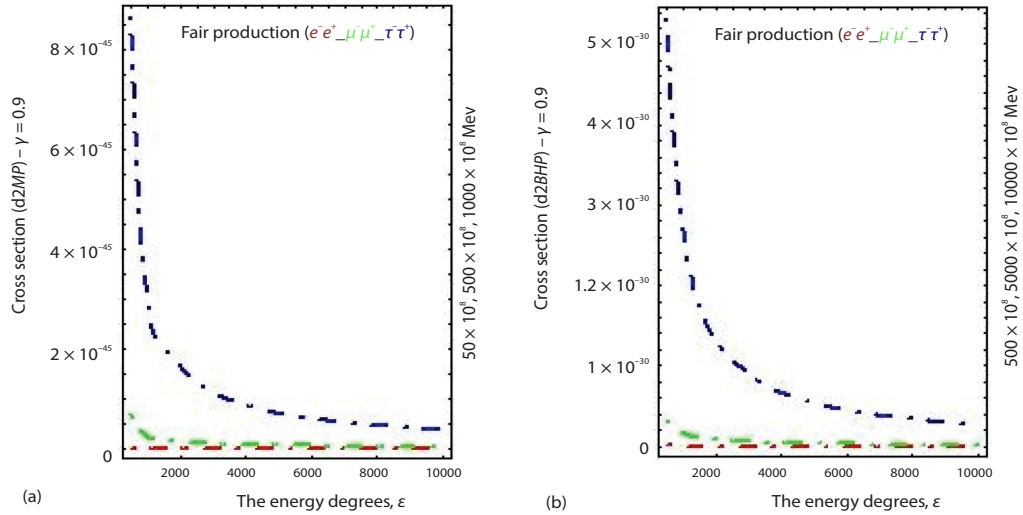 Fair production (e⁻e⁺_μ⁻μ⁺_τ⁻τ⁺)
Cross section (d2MP) – γ = 0.9
8 × 10⁻⁴⁵
6 × 10⁻⁴⁵
4 × 10⁻⁴⁵
2 × 10⁻⁴⁵
0
50 × 10⁸, 500 × 10⁸, 1000 × 10⁸ Mev
2000 4000 6000 8000 10000
(a)
The energy degrees, ε
Fair production (e⁻e⁺_μ⁻μ⁺_τ⁻τ⁺)
Cross section (d2BHP) – γ = 0.9
5 × 10⁻³⁰
4 × 10⁻³⁰
3 × 10⁻³⁰
1.2 × 10⁻³⁰
1 × 10⁻³⁰
0
500 × 10⁸, 5000 × 10⁸, 10000 × 10⁸ Mev
2000 4000 6000 8000 10000
(b)
The energy degrees, ε